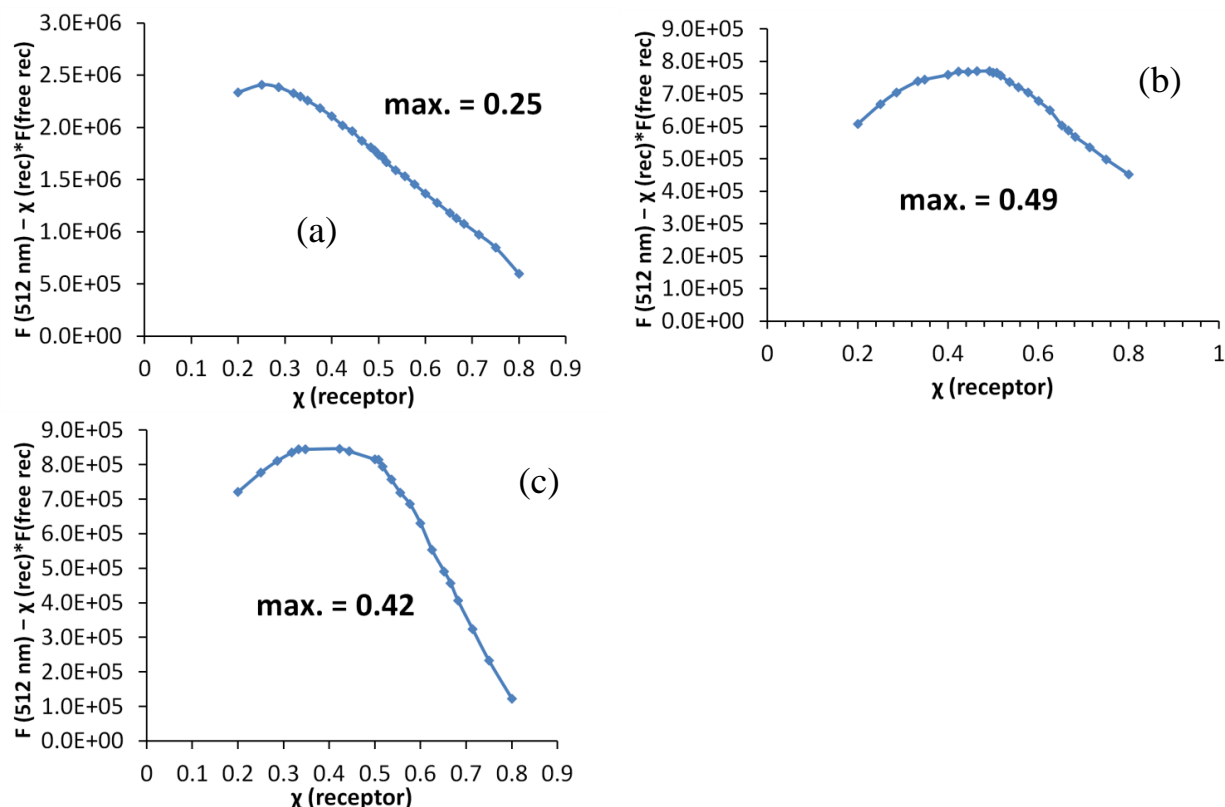 F (512 nm) – χ (rec)*F(free rec)
3.0E+06
2.5E+06
2.0E+06
1.5E+06
1.0E+06
5.0E+05
0.0E+00
max. = 0.25
(a)
0 0.1 0.2 0.3 0.4 0.5 0.6 0.7 0.8 0.9
χ (receptor)
F (512 nm) – χ (rec)*F(free rec)
9.0E+05
8.0E+05
7.0E+05
6.0E+05
5.0E+05
4.0E+05
3.0E+05
2.0E+05
1.0E+05
0.0E+00
(b)
max. = 0.49
0 0.2 0.4 0.6 0.8 1
χ (receptor)
F (512 nm) – χ (rec)*F(free rec)
9.0E+05
8.0E+05
7.0E+05
6.0E+05
5.0E+05
4.0E+05
3.0E+05
2.0E+05
1.0E+05
0.0E+00
(c)
max. = 0.42
0 0.1 0.2 0.3 0.4 0.5 0.6 0.7 0.8 0.9
χ (receptor)